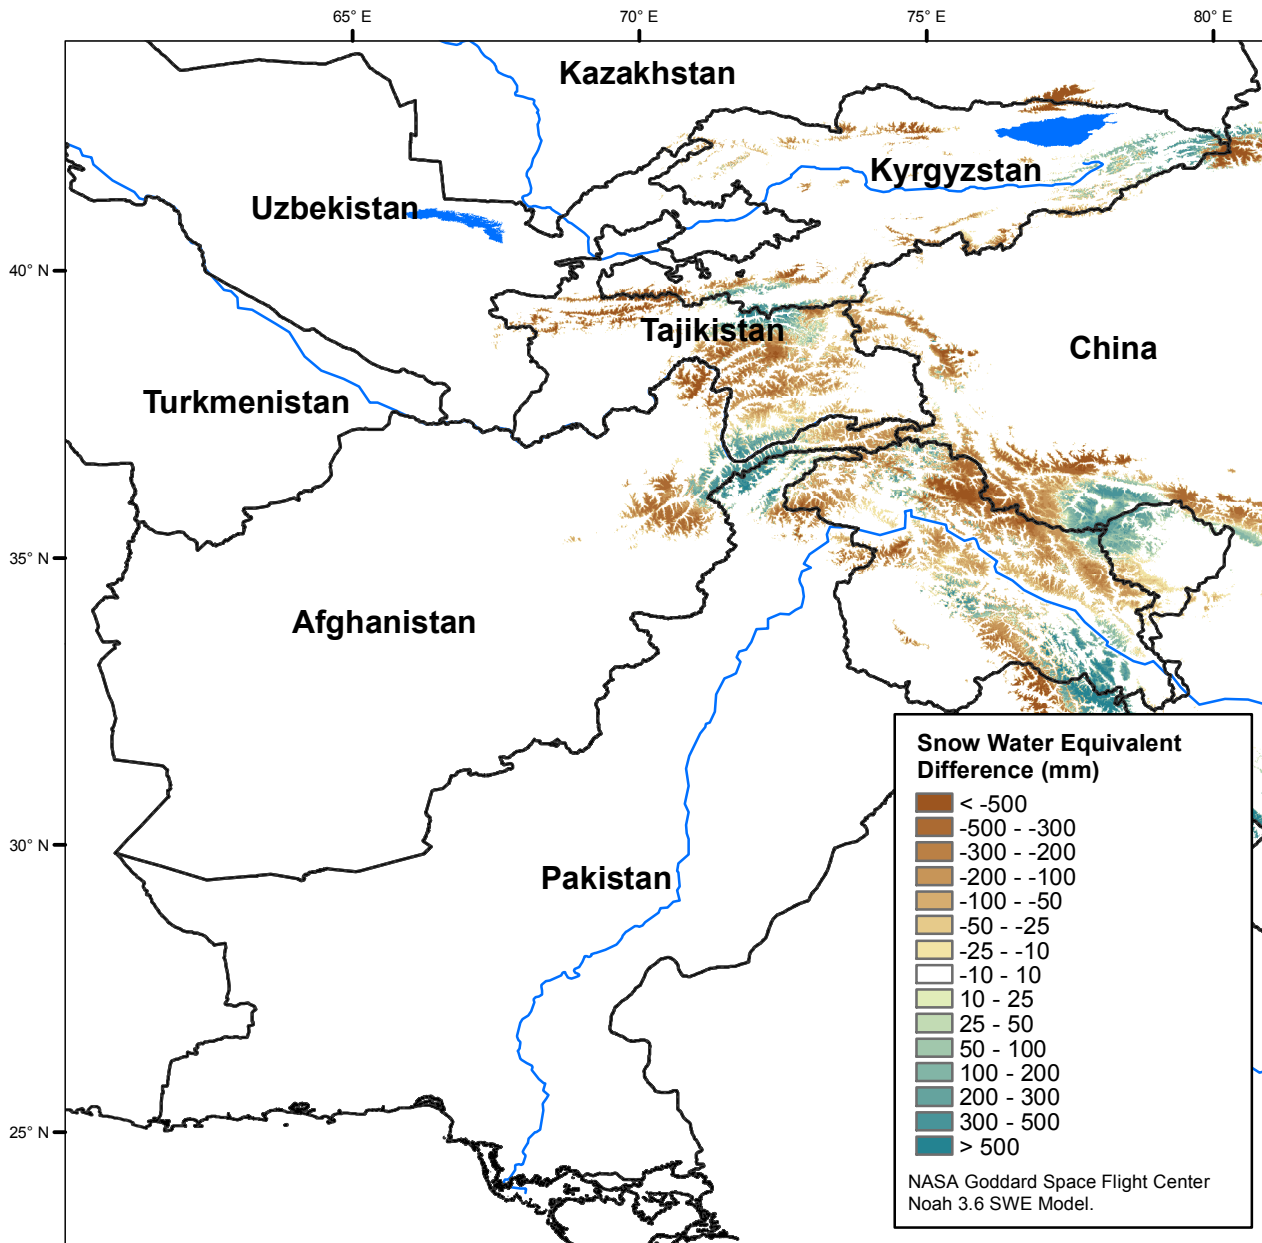 65° E
70° E
75° E
80° E
Kazakhstan
Kyrgyzstan
Uzbekistan
40° N
Tajikistan
China
Turkmenistan
35° N
Afghanistan
30° N
Pakistan
25° N
Snow Water Equivalent
Difference (mm)
< -500
-500 - -300
-300 - -200
-200 - -100
-100 - -50
-50 - -25
-25 - -10
-10 - 10
10 - 25
25 - 50
50 - 100
100 - 200
200 - 300
300 - 500
> 500
NASA Goddard Space Flight Center
Noah 3.6 SWE Model.